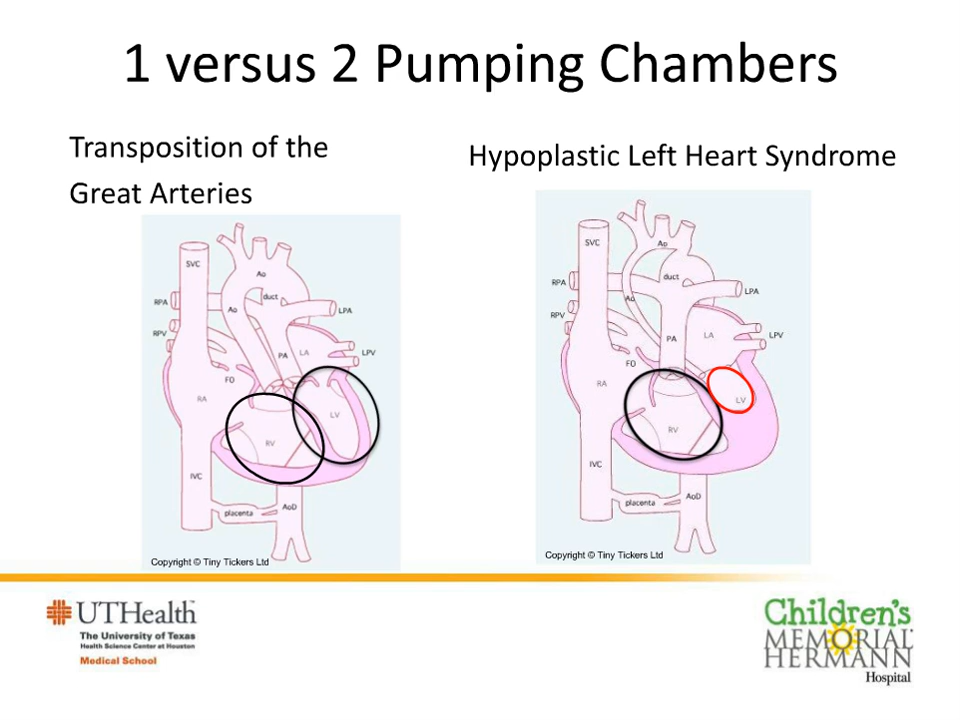 1 versus 2 Pumping Chambers
Transposition of the
Great Arteries
SVC
Ao
duct
RPA
Ao
LPA
RPV
PA
LA
LPV
FO
RA
LV
RV
IVC
placenta
AoD
Copyright © Tiny Tickers Ltd
Hypoplastic Left Heart Syndrome
SVC
Ao
duct
RPA
LPA
Ao
RPV
PA
LA
LPV
FO
RA
LV
RV
IVC
placenta
AoD
Copyright © Tiny Tickers Ltd
UTHealth
The University of Texas
Health Science Center at Houston
Medical School
Children's
MEMORIAL
HERMANN
Hospital